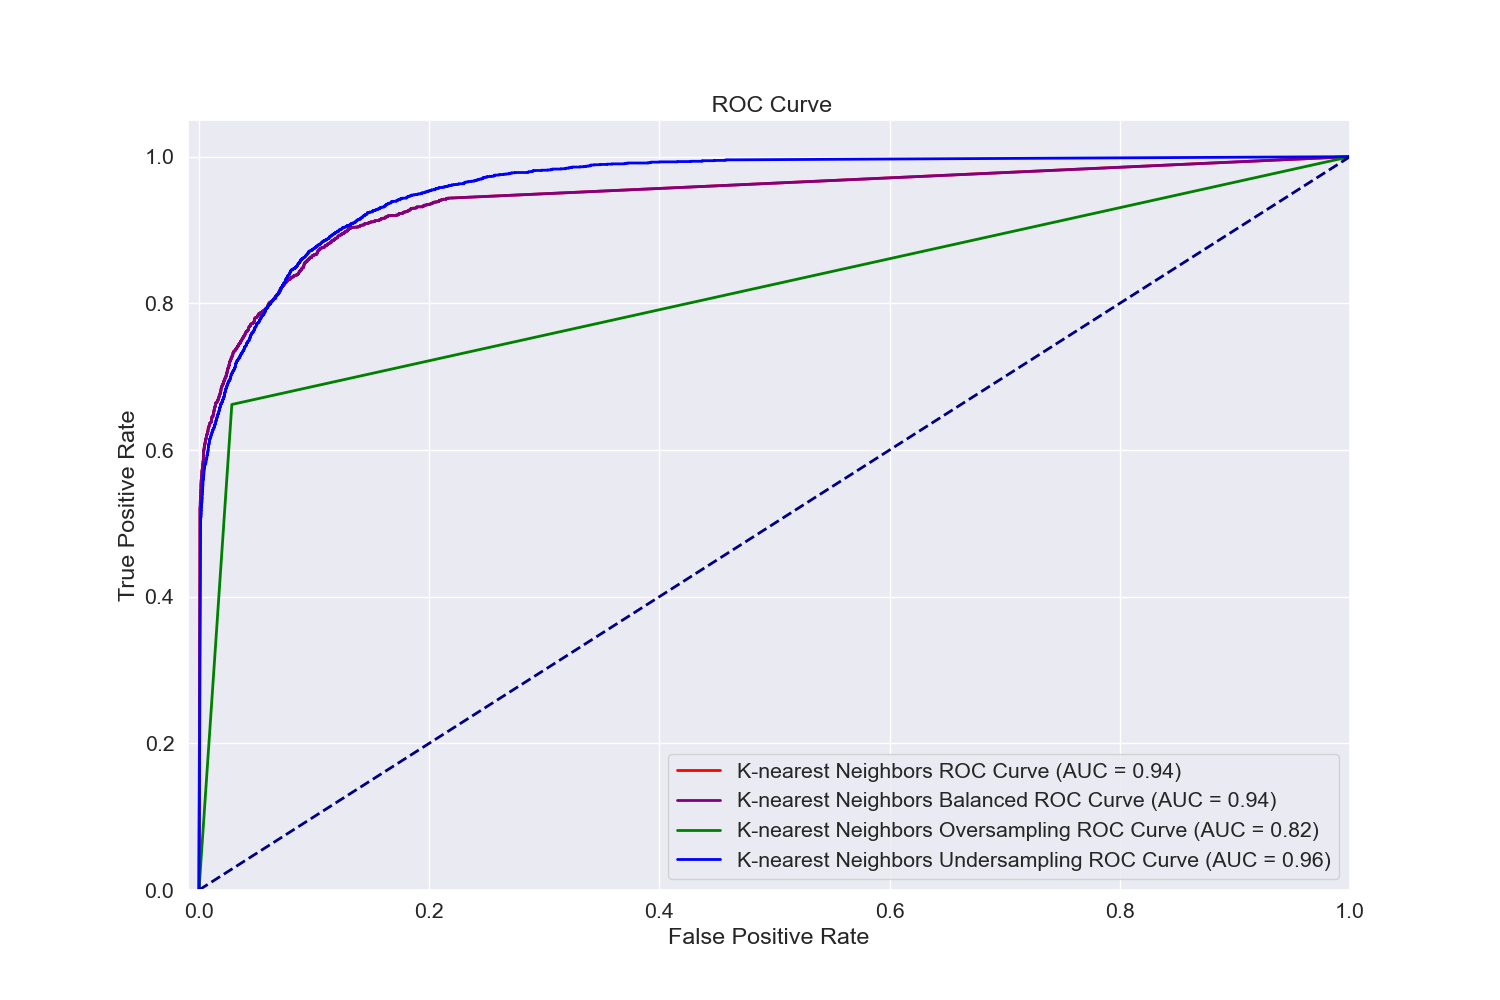 ROC Curve
1.0
0.8
0.6
0.4
0.2
0.0
True Positive Rate
0.0 0.2 0.4 0.6 0.8 1.0
False Positive Rate
K-nearest Neighbors ROC Curve (AUC = 0.94)
K-nearest Neighbors Balanced ROC Curve (AUC = 0.94)
K-nearest Neighbors Oversampling ROC Curve (AUC = 0.82)
K-nearest Neighbors Undersampling ROC Curve (AUC = 0.96)